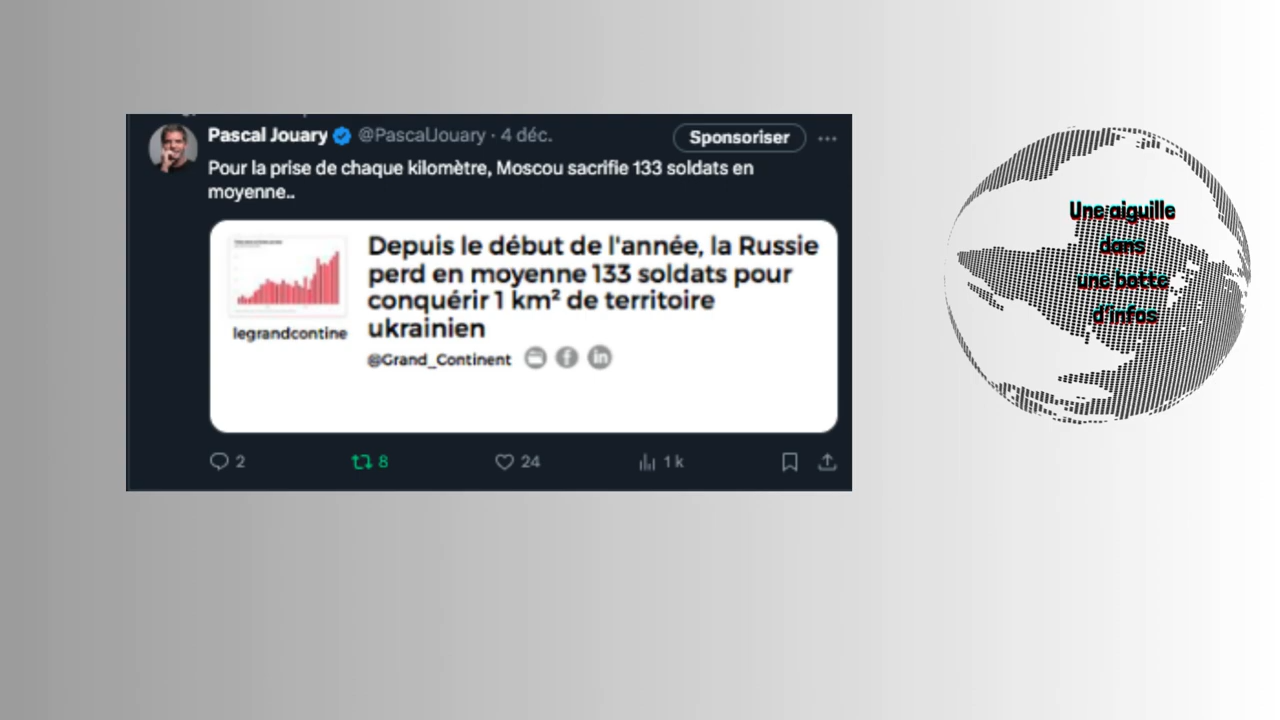 Pascal Jouary @PascalJouary · 4 déc.
Sponsoriser
Pour la prise de chaque kilomètre, Moscou sacrifie 133 soldats en
moyenne..
Depuis le début de l'année, la Russie
perd en moyenne 133 soldats pour
conquérir 1 km² de territoire
ukrainien
legrandcontine
@Grand_Continent
2
8
24
1 k
Une aiguille
dans
une botte
d'infos